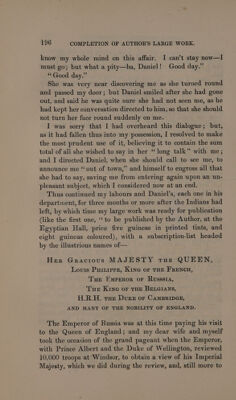 196 COMPLETION OF AUTHOR'S LARGE WORK.
know my whole mind on this affair. I can't stay now—I
must go; but what a pity—ha, Daniel! Good day."
"Good day."
She was very near discovering me as she turned round
and passed my door; but Daniel smiled after she had gone
out, and said he was quite sure she had not seen me, as he
had kept her conversation directed to him, so that she should
not turn her face round suddenly on me.
I was sorry that I had overheard this dialogue; but,
as it had fallen thus into my possession, I resolved to make
the most prudent use of it, believing it to contain the sum
total of all she wished to say in her "long talk" with me;
and I directed Daniel, when she should call to see me, to
announce me "out of town," and himself to engross all that
she had to say, saving me from entering again upon an un-
pleasant subject, which I considered now at an end.
Thus continued my labours and Daniel's, each one in his
department, for three months or more after the Indians had
left, by which time my large work was ready for publication
(like the first one, "to be published by the Author, at the
Egyptian Hall, price five guineas in printed tints, and
eight guineas coloured), with a subscription-list headed
by the illustrious names of—
HER GRACIOUS MAJESTY THE QUEEN,
LOUIS PHILIPPE, KING OF THE FRENCH,
THE EMPEROR OF RUSSIA,
THE KING OF THE BELGIANS,
H.R.H. THE DUKE OF CAMBRIDGE,
AND MANY OF THE NOBILITY OF ENGLAND.
The Emperor of Russia was at this time paying his visit
to the Queen of England; and my dear wife and myself
took the occasion of the grand pageant when the Emperor,
with Prince Albert and the Duke of Wellington, reviewed
10,000 troops at Windsor, to obtain a view of his Imperial
Majesty, which we did during the review, and, still more to